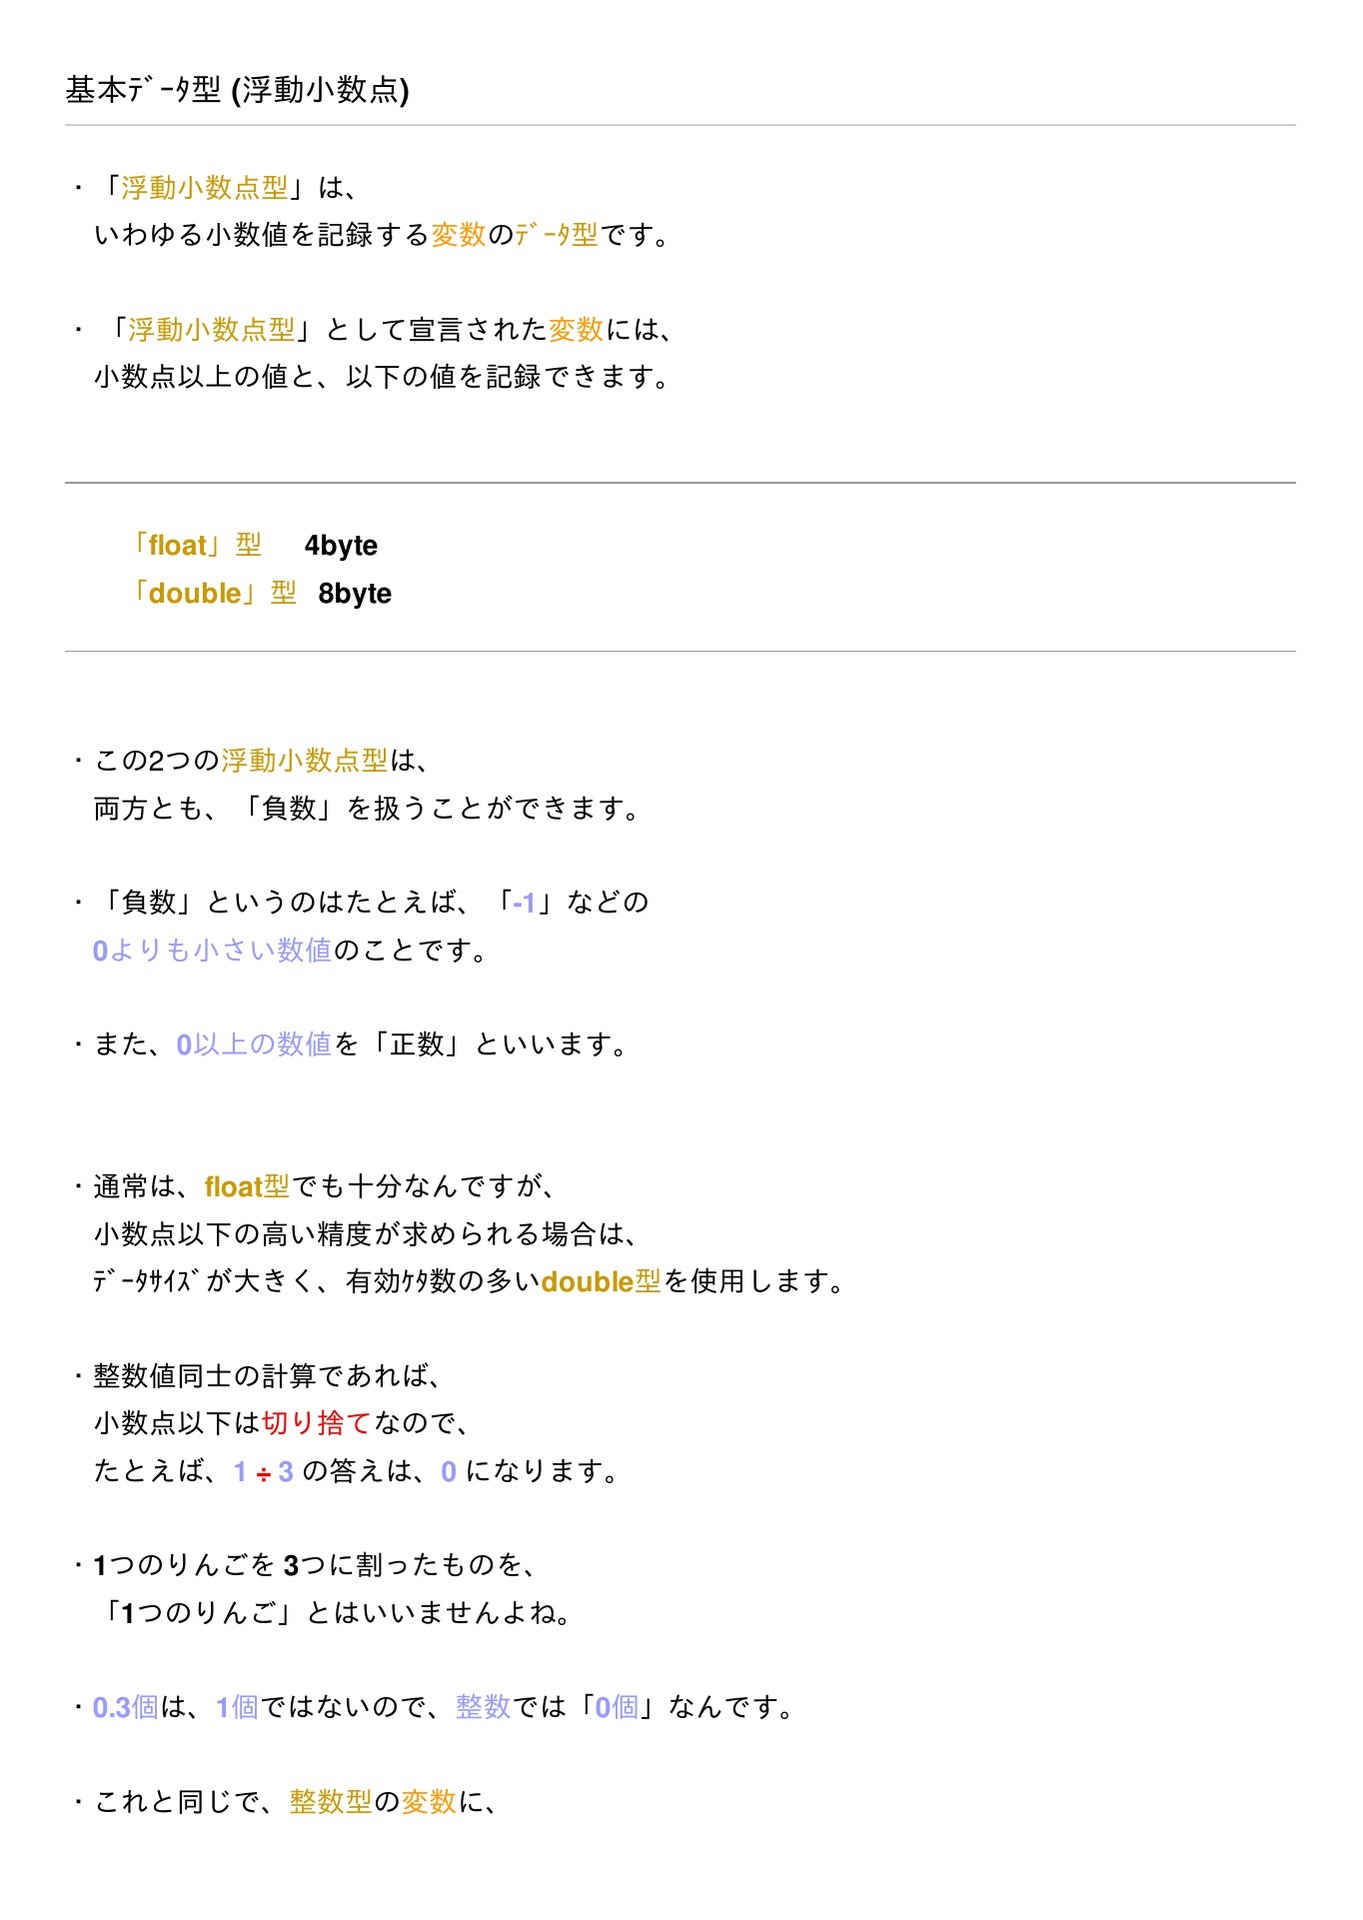 基本ﾃﾞｰﾀ型 (浮動小数点)
・「浮動小数点型」は、
いわゆる小数値を記録する変数のﾃﾞｰﾀ型です。
・ 「浮動小数点型」として宣言された変数には、
小数点以上の値と、以下の値を記録できます。
「float」型 4byte
「double」型 8byte
・この2つの浮動小数点型は、
両方とも、「負数」を扱うことができます。
・「負数」というのはたとえば、「-1」などの
0よりも小さい数値のことです。
・また、0以上の数値を「正数」といいます。
・通常は、float型でも十分なんですが、
小数点以下の高い精度が求められる場合は、
ﾃﾞｰﾀｻｲｽﾞが大きく、有効ｹﾀ数の多いdouble型を使用します。
・整数値同士の計算であれば、
小数点以下は切り捨てなので、
たとえば、1 ÷ 3 の答えは、0 になります。
・1つのりんごを 3つに割ったものを、
「1つのりんご」とはいいませんよね。
・0.3個は、1個ではないので、整数では「0個」なんです。
・これと同じで、整数型の変数に、